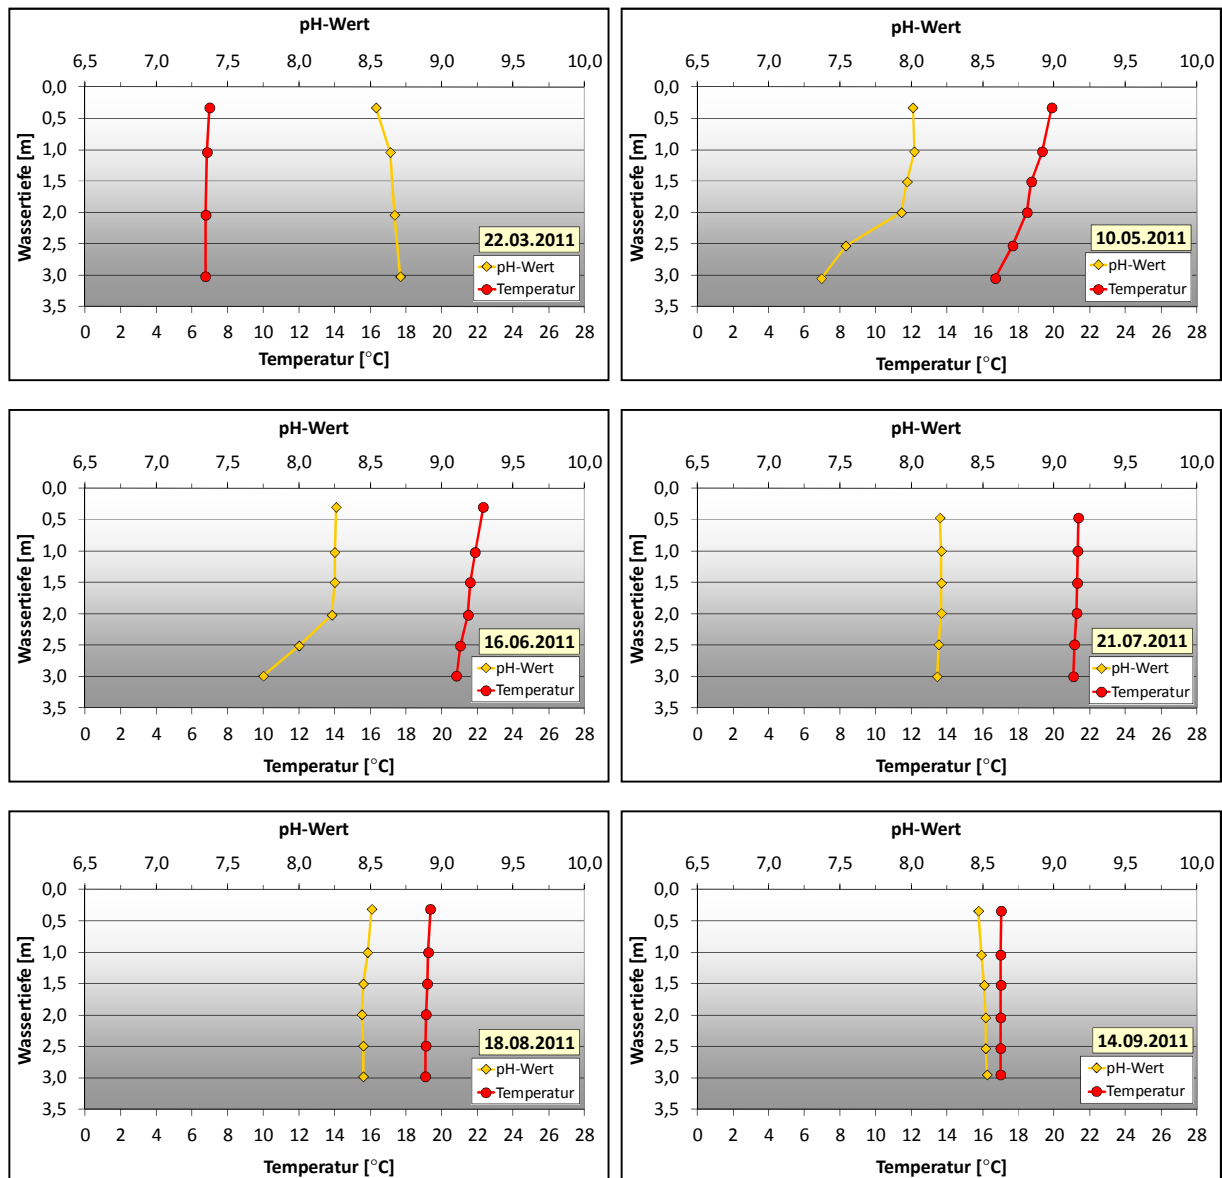 pH-Wert
6,5 7,0 7,5 8,0 8,5 9,0 9,5 10,0
0,0
0,5
1,0
1,5
2,0
2,5
3,0
3,5
Wassertiefe [m]
22.03.2011
pH-Wert
Temperatur
0 2 4 6 8 10 12 14 16 18 20 22 24 26 28
Temperatur [°C]
pH-Wert
6,5 7,0 7,5 8,0 8,5 9,0 9,5 10,0
0,0
0,5
1,0
1,5
2,0
2,5
3,0
3,5
Wassertiefe [m]
10.05.2011
pH-Wert
Temperatur
0 2 4 6 8 10 12 14 16 18 20 22 24 26 28
Temperatur [°C]
pH-Wert
6,5 7,0 7,5 8,0 8,5 9,0 9,5 10,0
0,0
0,5
1,0
1,5
2,0
2,5
3,0
3,5
Wassertiefe [m]
16.06.2011
pH-Wert
Temperatur
0 2 4 6 8 10 12 14 16 18 20 22 24 26 28
Temperatur [°C]
pH-Wert
6,5 7,0 7,5 8,0 8,5 9,0 9,5 10,0
0,0
0,5
1,0
1,5
2,0
2,5
3,0
3,5
Wassertiefe [m]
21.07.2011
pH-Wert
Temperatur
0 2 4 6 8 10 12 14 16 18 20 22 24 26 28
Temperatur [°C]
pH-Wert
6,5 7,0 7,5 8,0 8,5 9,0 9,5 10,0
0,0
0,5
1,0
1,5
2,0
2,5
3,0
3,5
Wassertiefe [m]
18.08.2011
pH-Wert
Temperatur
0 2 4 6 8 10 12 14 16 18 20 22 24 26 28
Temperatur [°C]
pH-Wert
6,5 7,0 7,5 8,0 8,5 9,0 9,5 10,0
0,0
0,5
1,0
1,5
2,0
2,5
3,0
3,5
Wassertiefe [m]
14.09.2011
pH-Wert
Temperatur
0 2 4 6 8 10 12 14 16 18 20 22 24 26 28
Temperatur [°C]